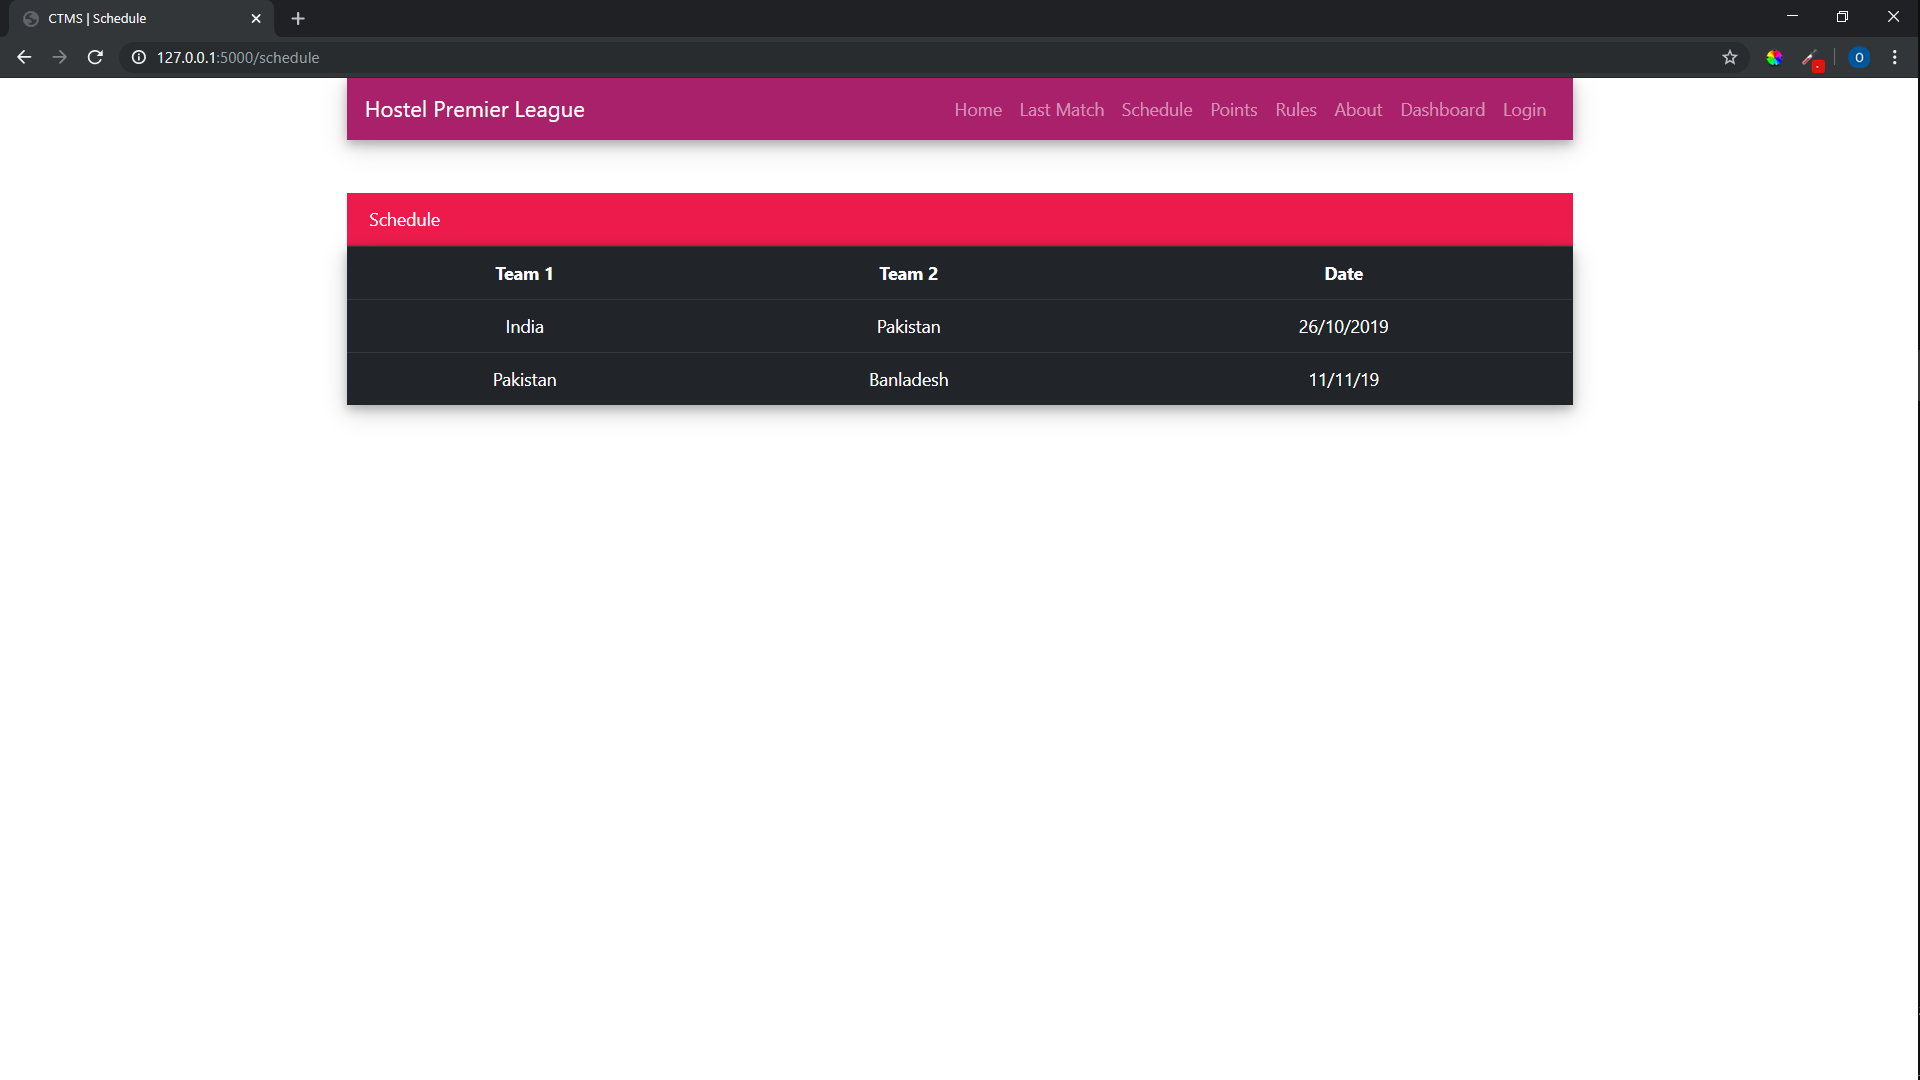 CTMS | Schedule
127.0.0.1:5000/schedule
O
Hostel Premier League Home Last Match Schedule Points Rules About Dashboard Login
Schedule
Team 1 Team 2 Date
India Pakistan 26/10/2019
Pakistan Banladesh 11/11/19